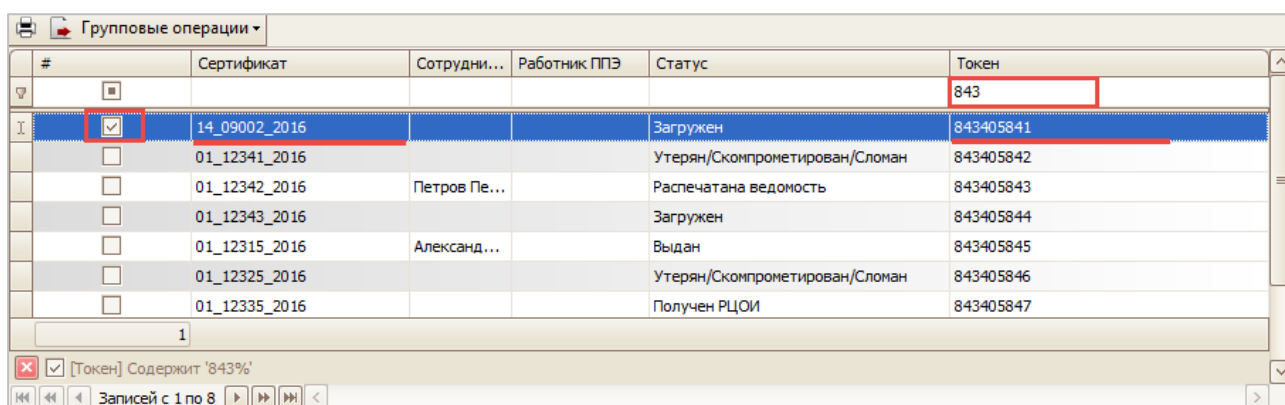 Групповые операции
# Сертификат Сотрудни... Работник ППЭ Статус Токен
843
14_09002_2016 Загружен 843405841
01_12341_2016 Утерян/Скомпрометирован/Сломан 843405842
01_12342_2016 Петров Пе... Распечатана ведомость 843405843
01_12343_2016 Загружен 843405844
01_12315_2016 Александ... Выдан 843405845
01_12325_2016 Утерян/Скомпрометирован/Сломан 843405846
01_12335_2016 Получен РЦОИ 843405847
1
[Токен] Содержит '843%'
Записей с 1 по 8